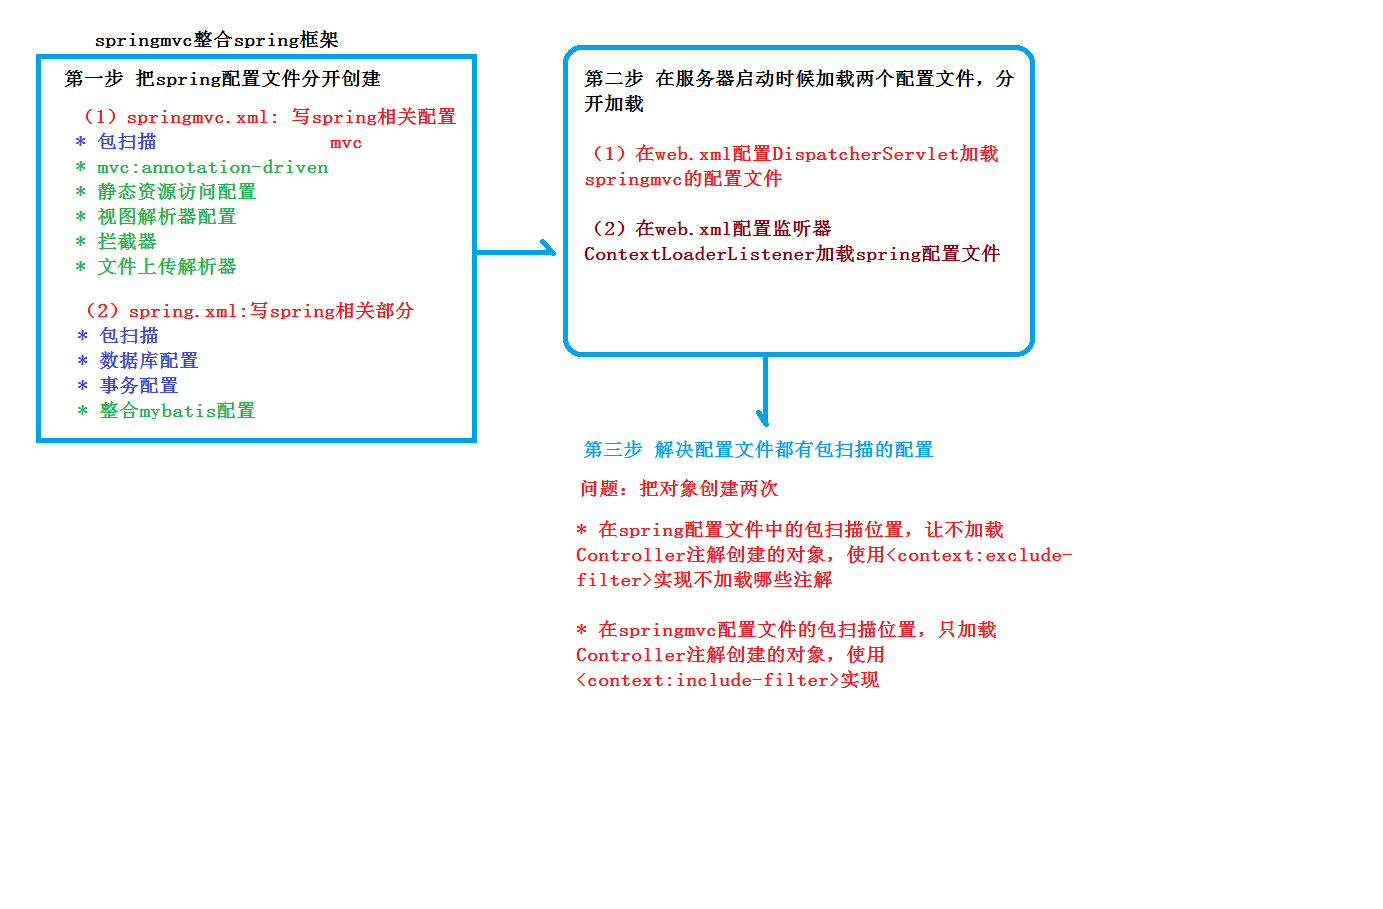 springmvc整合spring框架
第一步 把spring配置文件分开创建
（1）springmvc.xml: 写spring相关配置
* 包扫描 mvc
* mvc:annotation-driven
* 静态资源访问配置
* 视图解析器配置
* 拦截器
* 文件上传解析器
（2）spring.xml:写spring相关部分
* 包扫描
* 数据库配置
* 事务配置
* 整合mybatis配置
第二步 在服务器启动时候加载两个配置文件，分
开加载
（1）在web.xml配置DispatcherServlet加载
springmvc的配置文件
（2）在web.xml配置监听器
ContextLoaderListener加载spring配置文件
第三步 解决配置文件都有包扫描的配置
问题：把对象创建两次
* 在spring配置文件中的包扫描位置，让不加载
Controller注解创建的对象，使用<context:exclude-
filter>实现不加载哪些注解
* 在springmvc配置文件的包扫描位置，只加载
Controller注解创建的对象，使用
<context:include-filter>实现